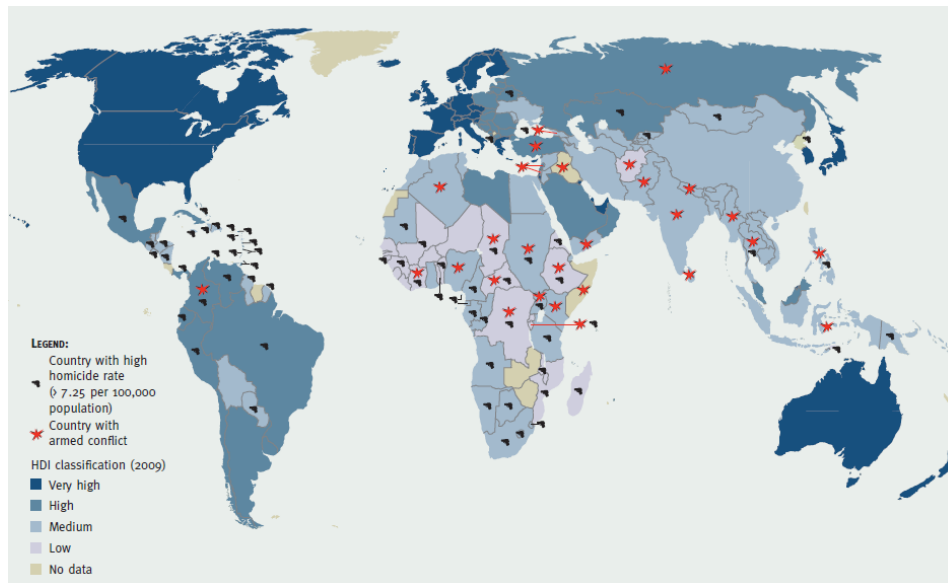 LEGEND:
Country with high
homicide rate
(> 7.25 per 100,000
population)
Country with
armed conflict
HDI classification (2009)
Very high
High
Medium
Low
No data